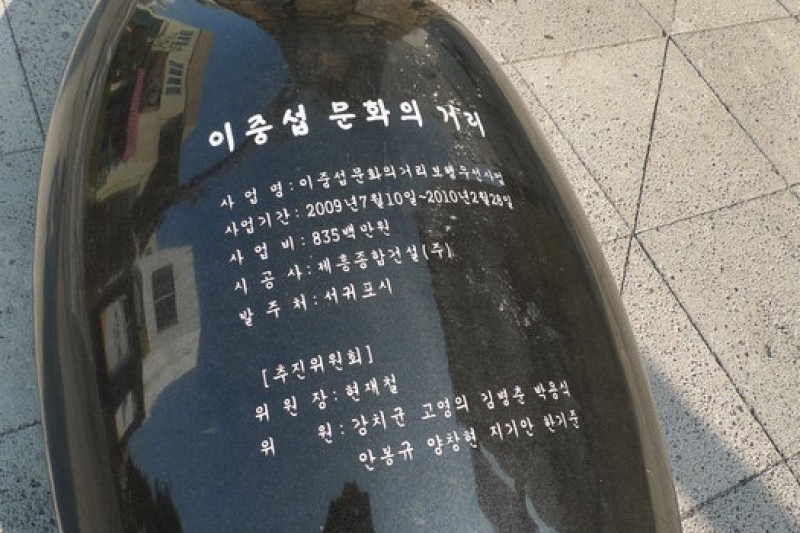 이중섭 문화의 거리
사 업 명 : 이중섭문화의거리 보행우선사업
사업기간 : 2009년7월10일~2010년2월28일
사 업 비 : 835백만원
시 공 사 : 제흥종합건설(주)
발 주 처 : 서귀포시
[추진위원회]
위 원 장 : 현재철
위 원 : 강치균 고영의 김병춘 박용식
안봉규 양창현 지기안 한기준